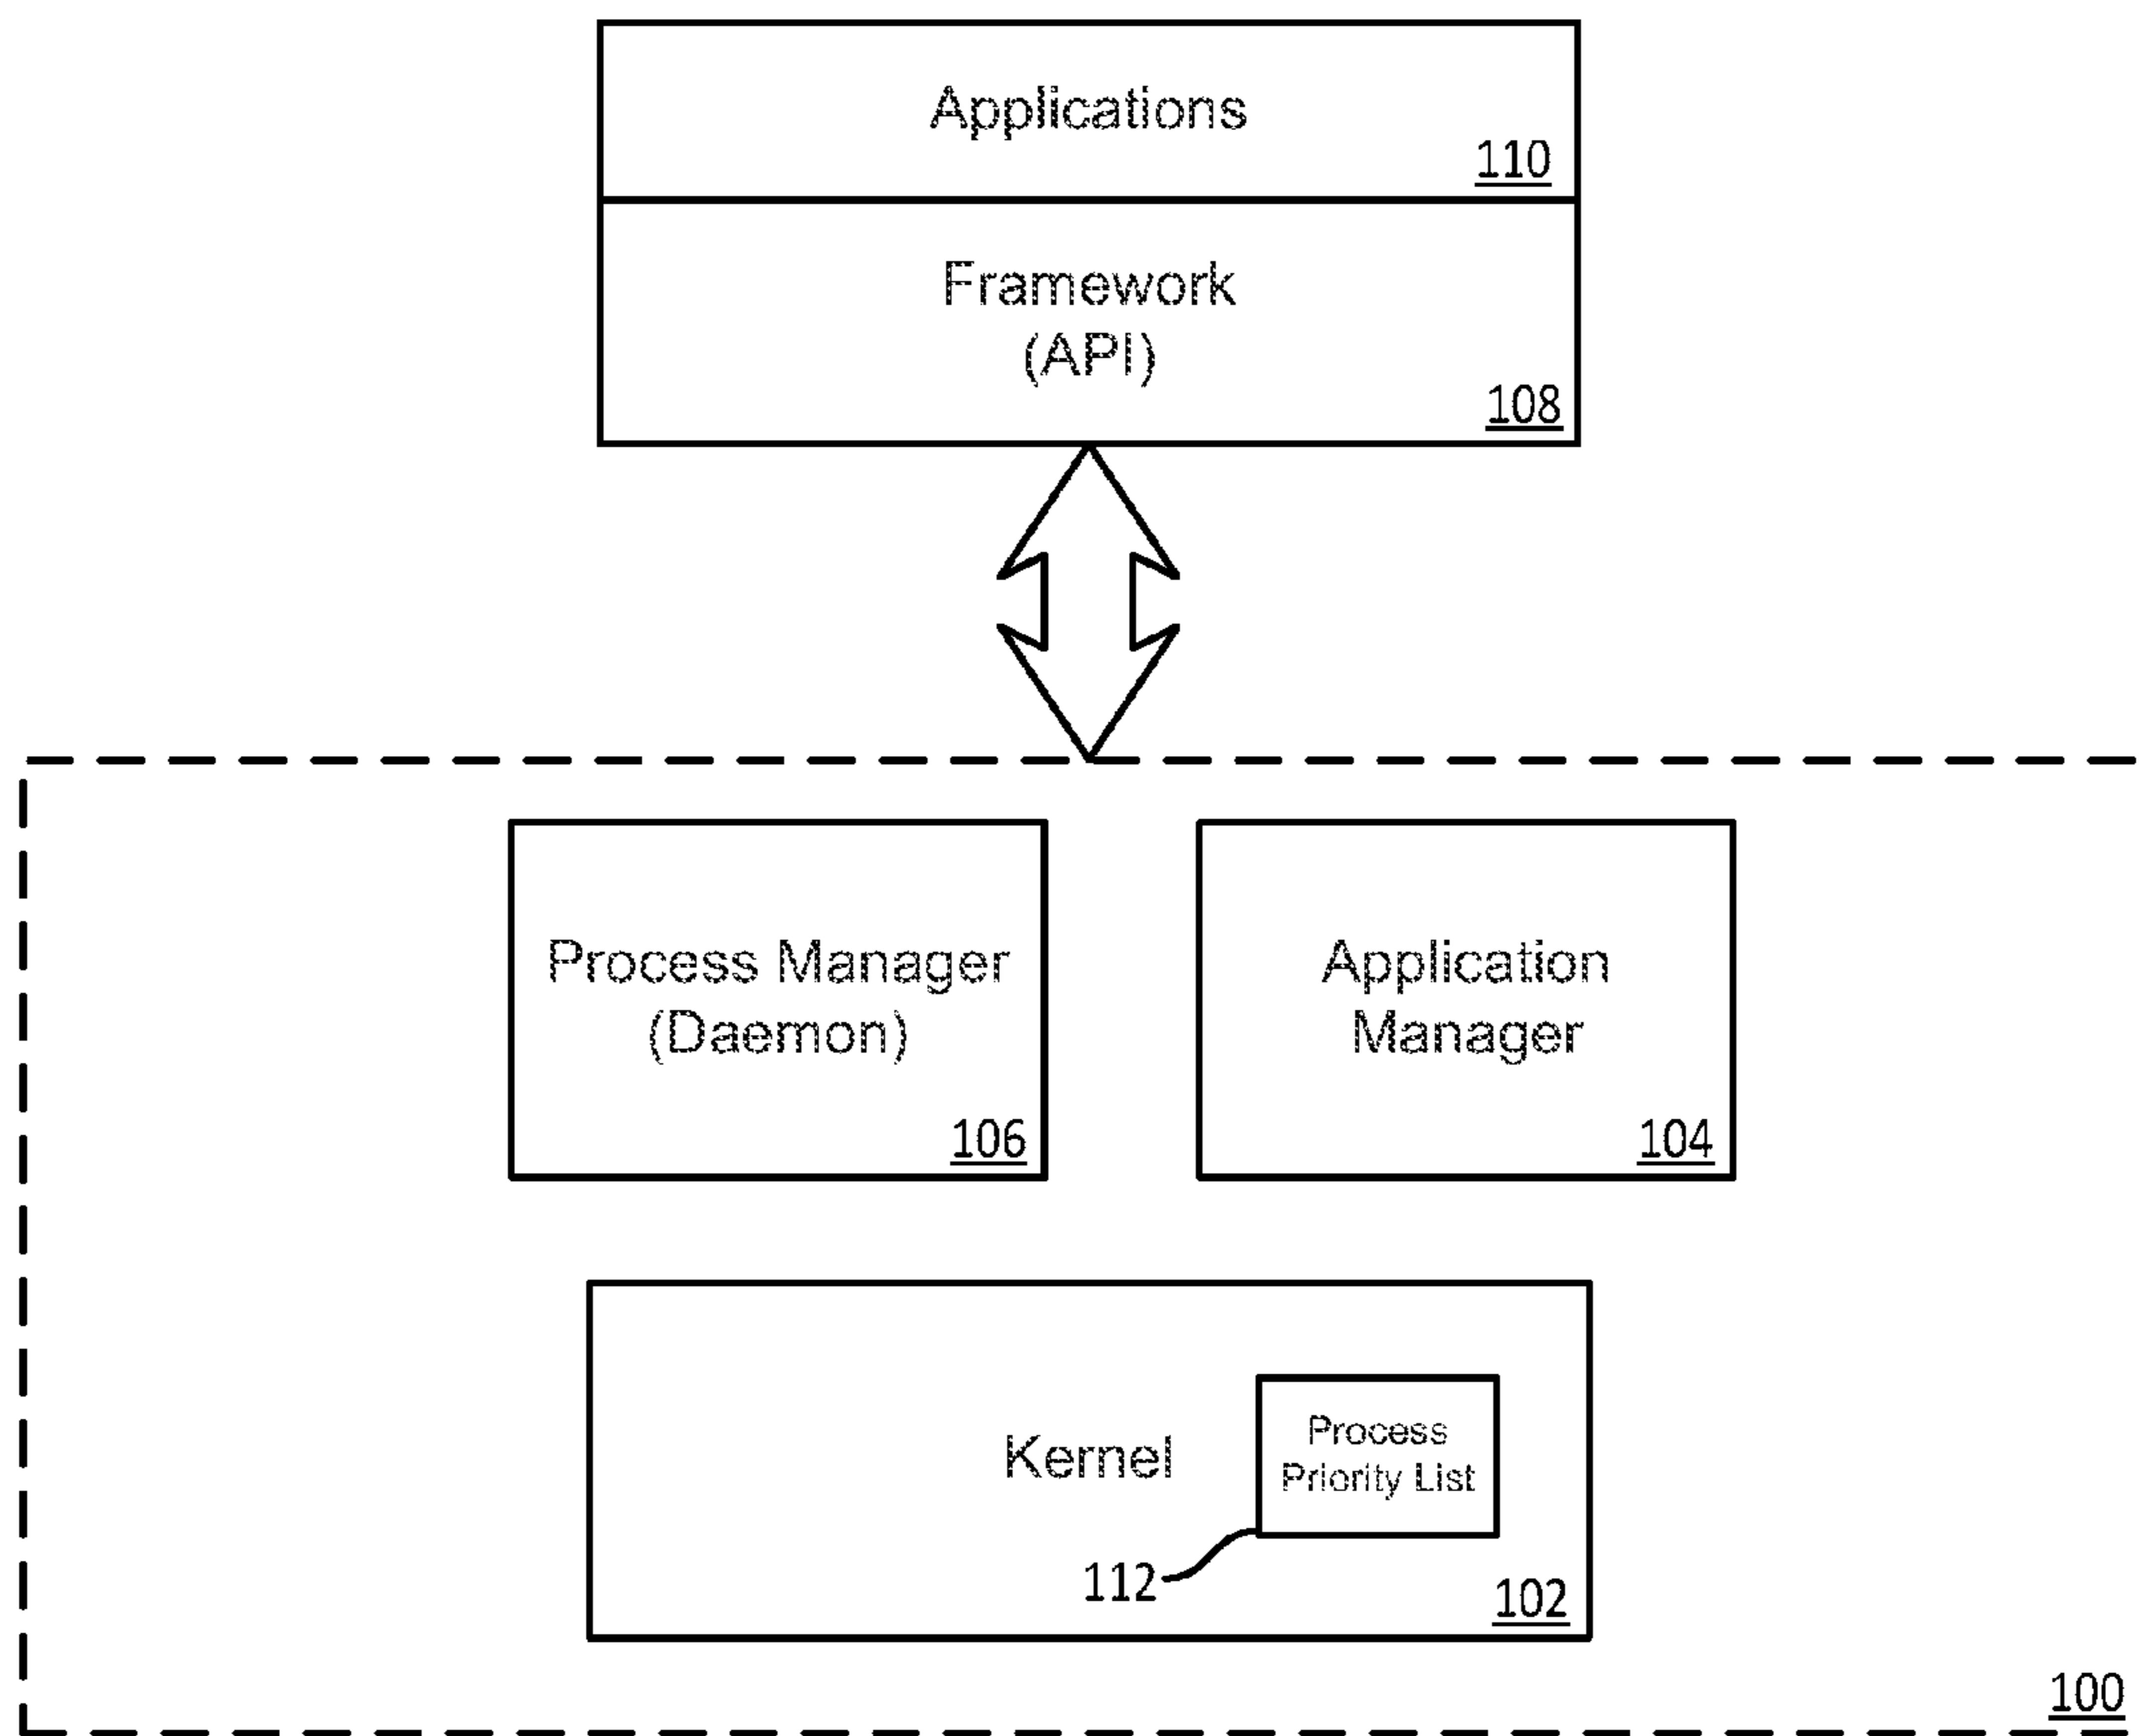 Applications
110
Framework
(API)
108
Process Manager
(Daemon)
106
Application
Manager
104
Kernel
Process
Priority List
112
102
100